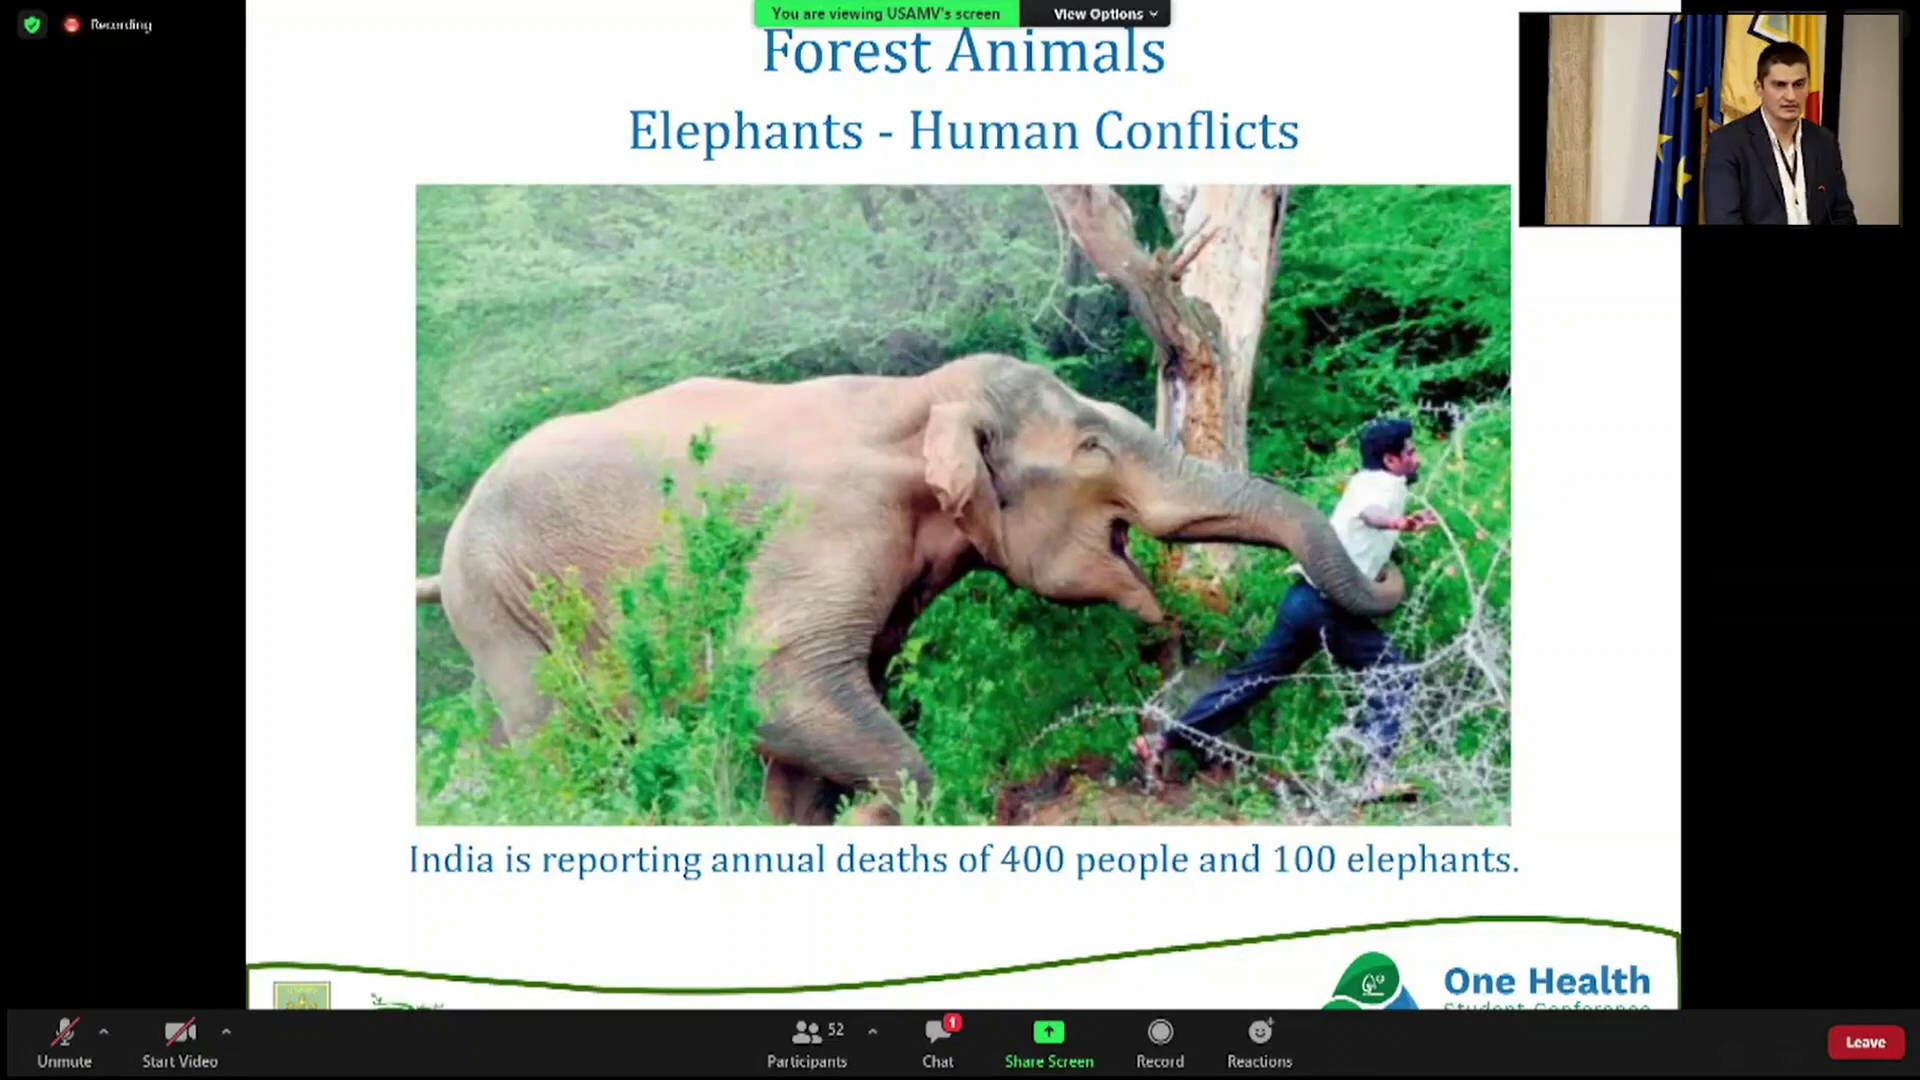 Recording
You are viewing USAMV's screen
View Options
Forest Animals
Elephants - Human Conflicts
India is reporting annual deaths of 400 people and 100 elephants.
One Health
Student Conference
Unmute
Start Video
52
Participants
1
Chat
Share Screen
Record
Reactions
Leave